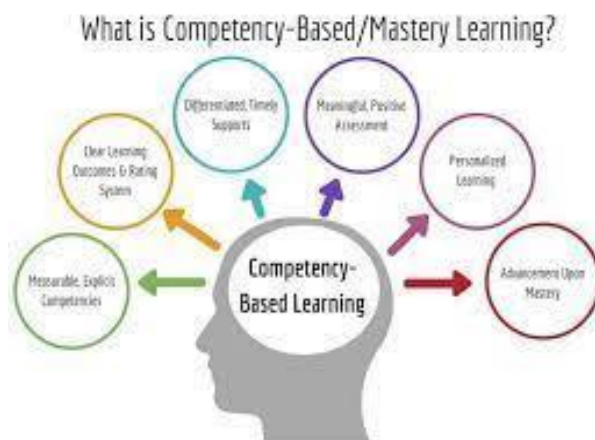 What is Competency-Based/Mastery Learning?
Differentiated, Timely
Supports
Meaningful, Positive
Assessment
Clear Learning
Outcomes & Rating
System
Personalized
Learning
Measurable, Explicit
Competencies
Competency-
Based Learning
Advancement Upon
Mastery